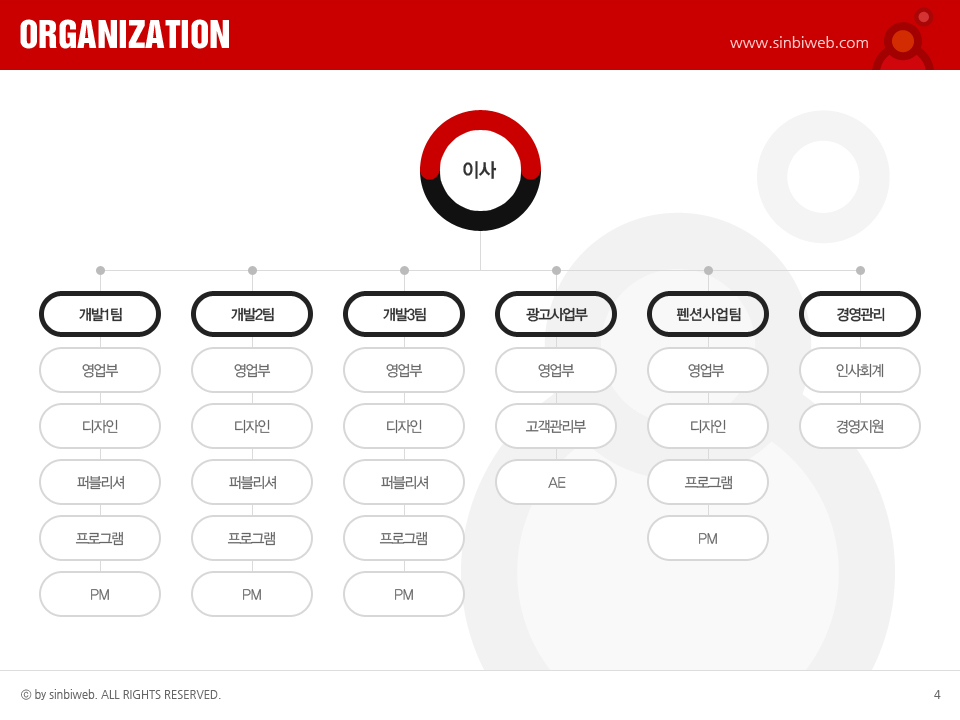 ORGANIZATION
www.sinbiweb.com
이사
개발1팀
개발2팀
개발3팀
광고사업부
펜션사업팀
경영관리
영업부
영업부
영업부
영업부
영업부
인사회계
디자인
디자인
디자인
고객관리부
디자인
경영지원
퍼블리셔
퍼블리셔
퍼블리셔
AE
프로그램
프로그램
프로그램
프로그램
PM
PM
PM
PM
ⓒ by sinbiweb. ALL RIGHTS RESERVED.
4